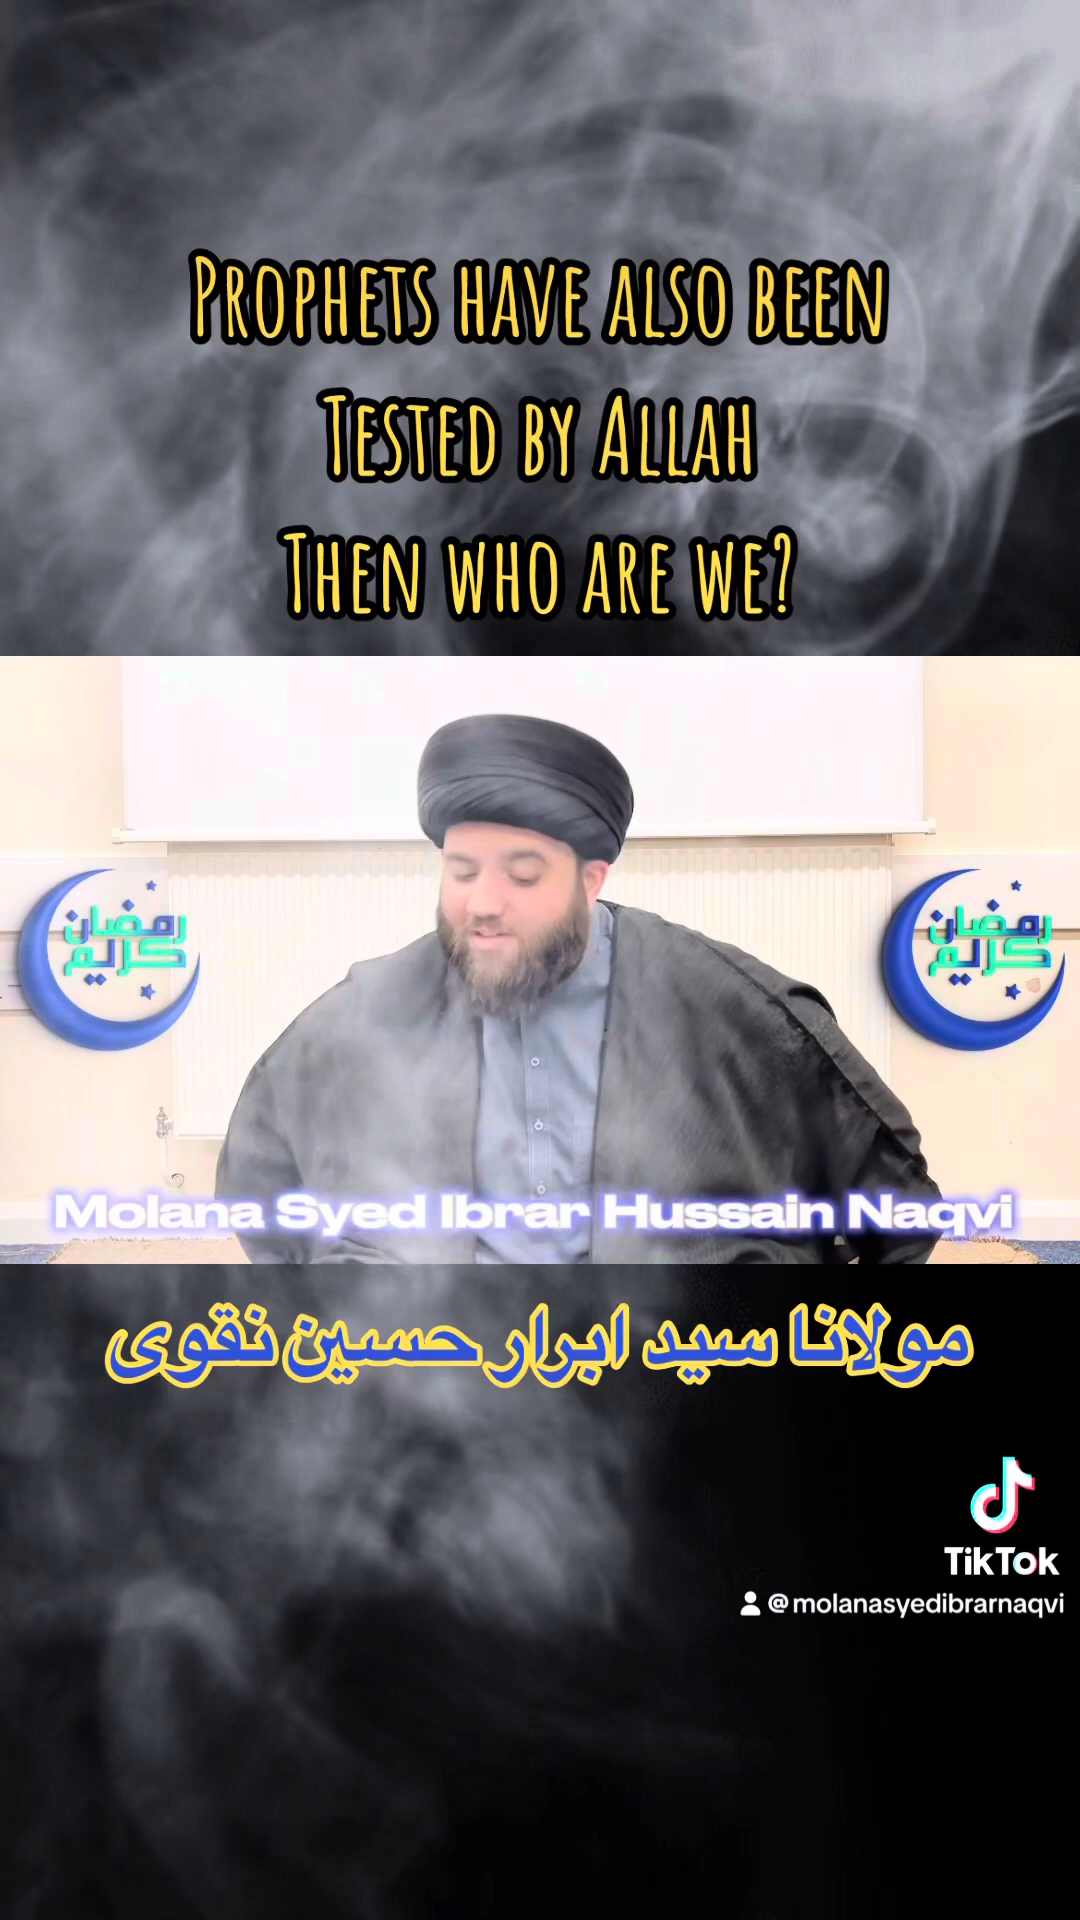 PROPHETS HAVE ALSO BEEN
TESTED BY ALLAH
THEN WHO ARE WE?
رمضان
كريم
رمضان
كريم
Molana Syed Ibrar Hussain Naqvi
مولانا سید ابرار حسین نقوی
TikTok
@molanasyedibrarnaqvi